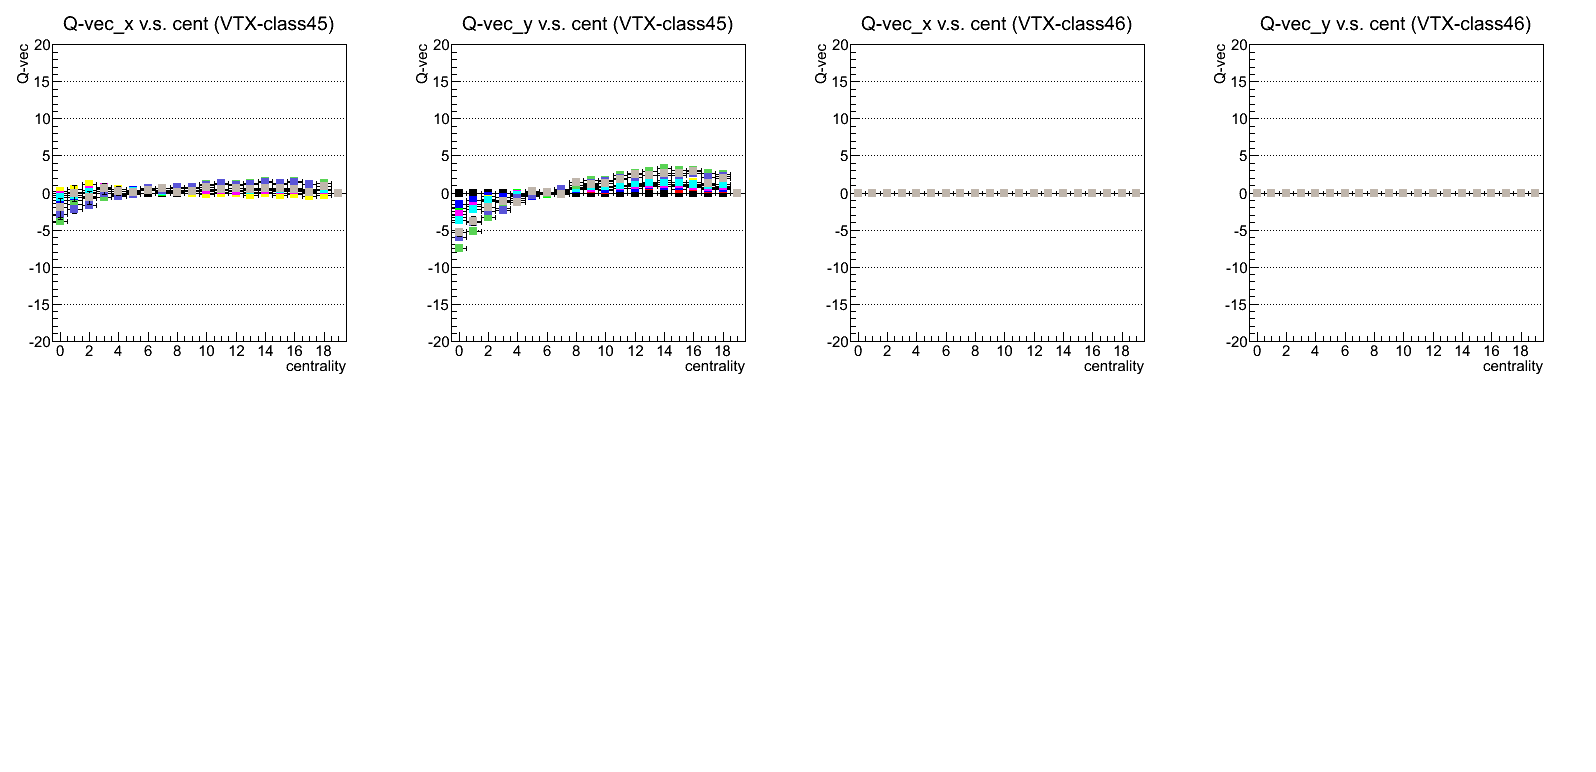 Q-vec_x v.s. cent (VTX-class45)
Q-vec
20
15
10
5
0
-5
-10
-15
-20
0 2 4 6 8 10 12 14 16 18
centrality
Q-vec_y v.s. cent (VTX-class45)
Q-vec
20
15
10
5
0
-5
-10
-15
-20
0 2 4 6 8 10 12 14 16 18
centrality
Q-vec_x v.s. cent (VTX-class46)
Q-vec
20
15
10
5
0
-5
-10
-15
-20
0 2 4 6 8 10 12 14 16 18
centrality
Q-vec_y v.s. cent (VTX-class46)
Q-vec
20
15
10
5
0
-5
-10
-15
-20
0 2 4 6 8 10 12 14 16 18
centrality